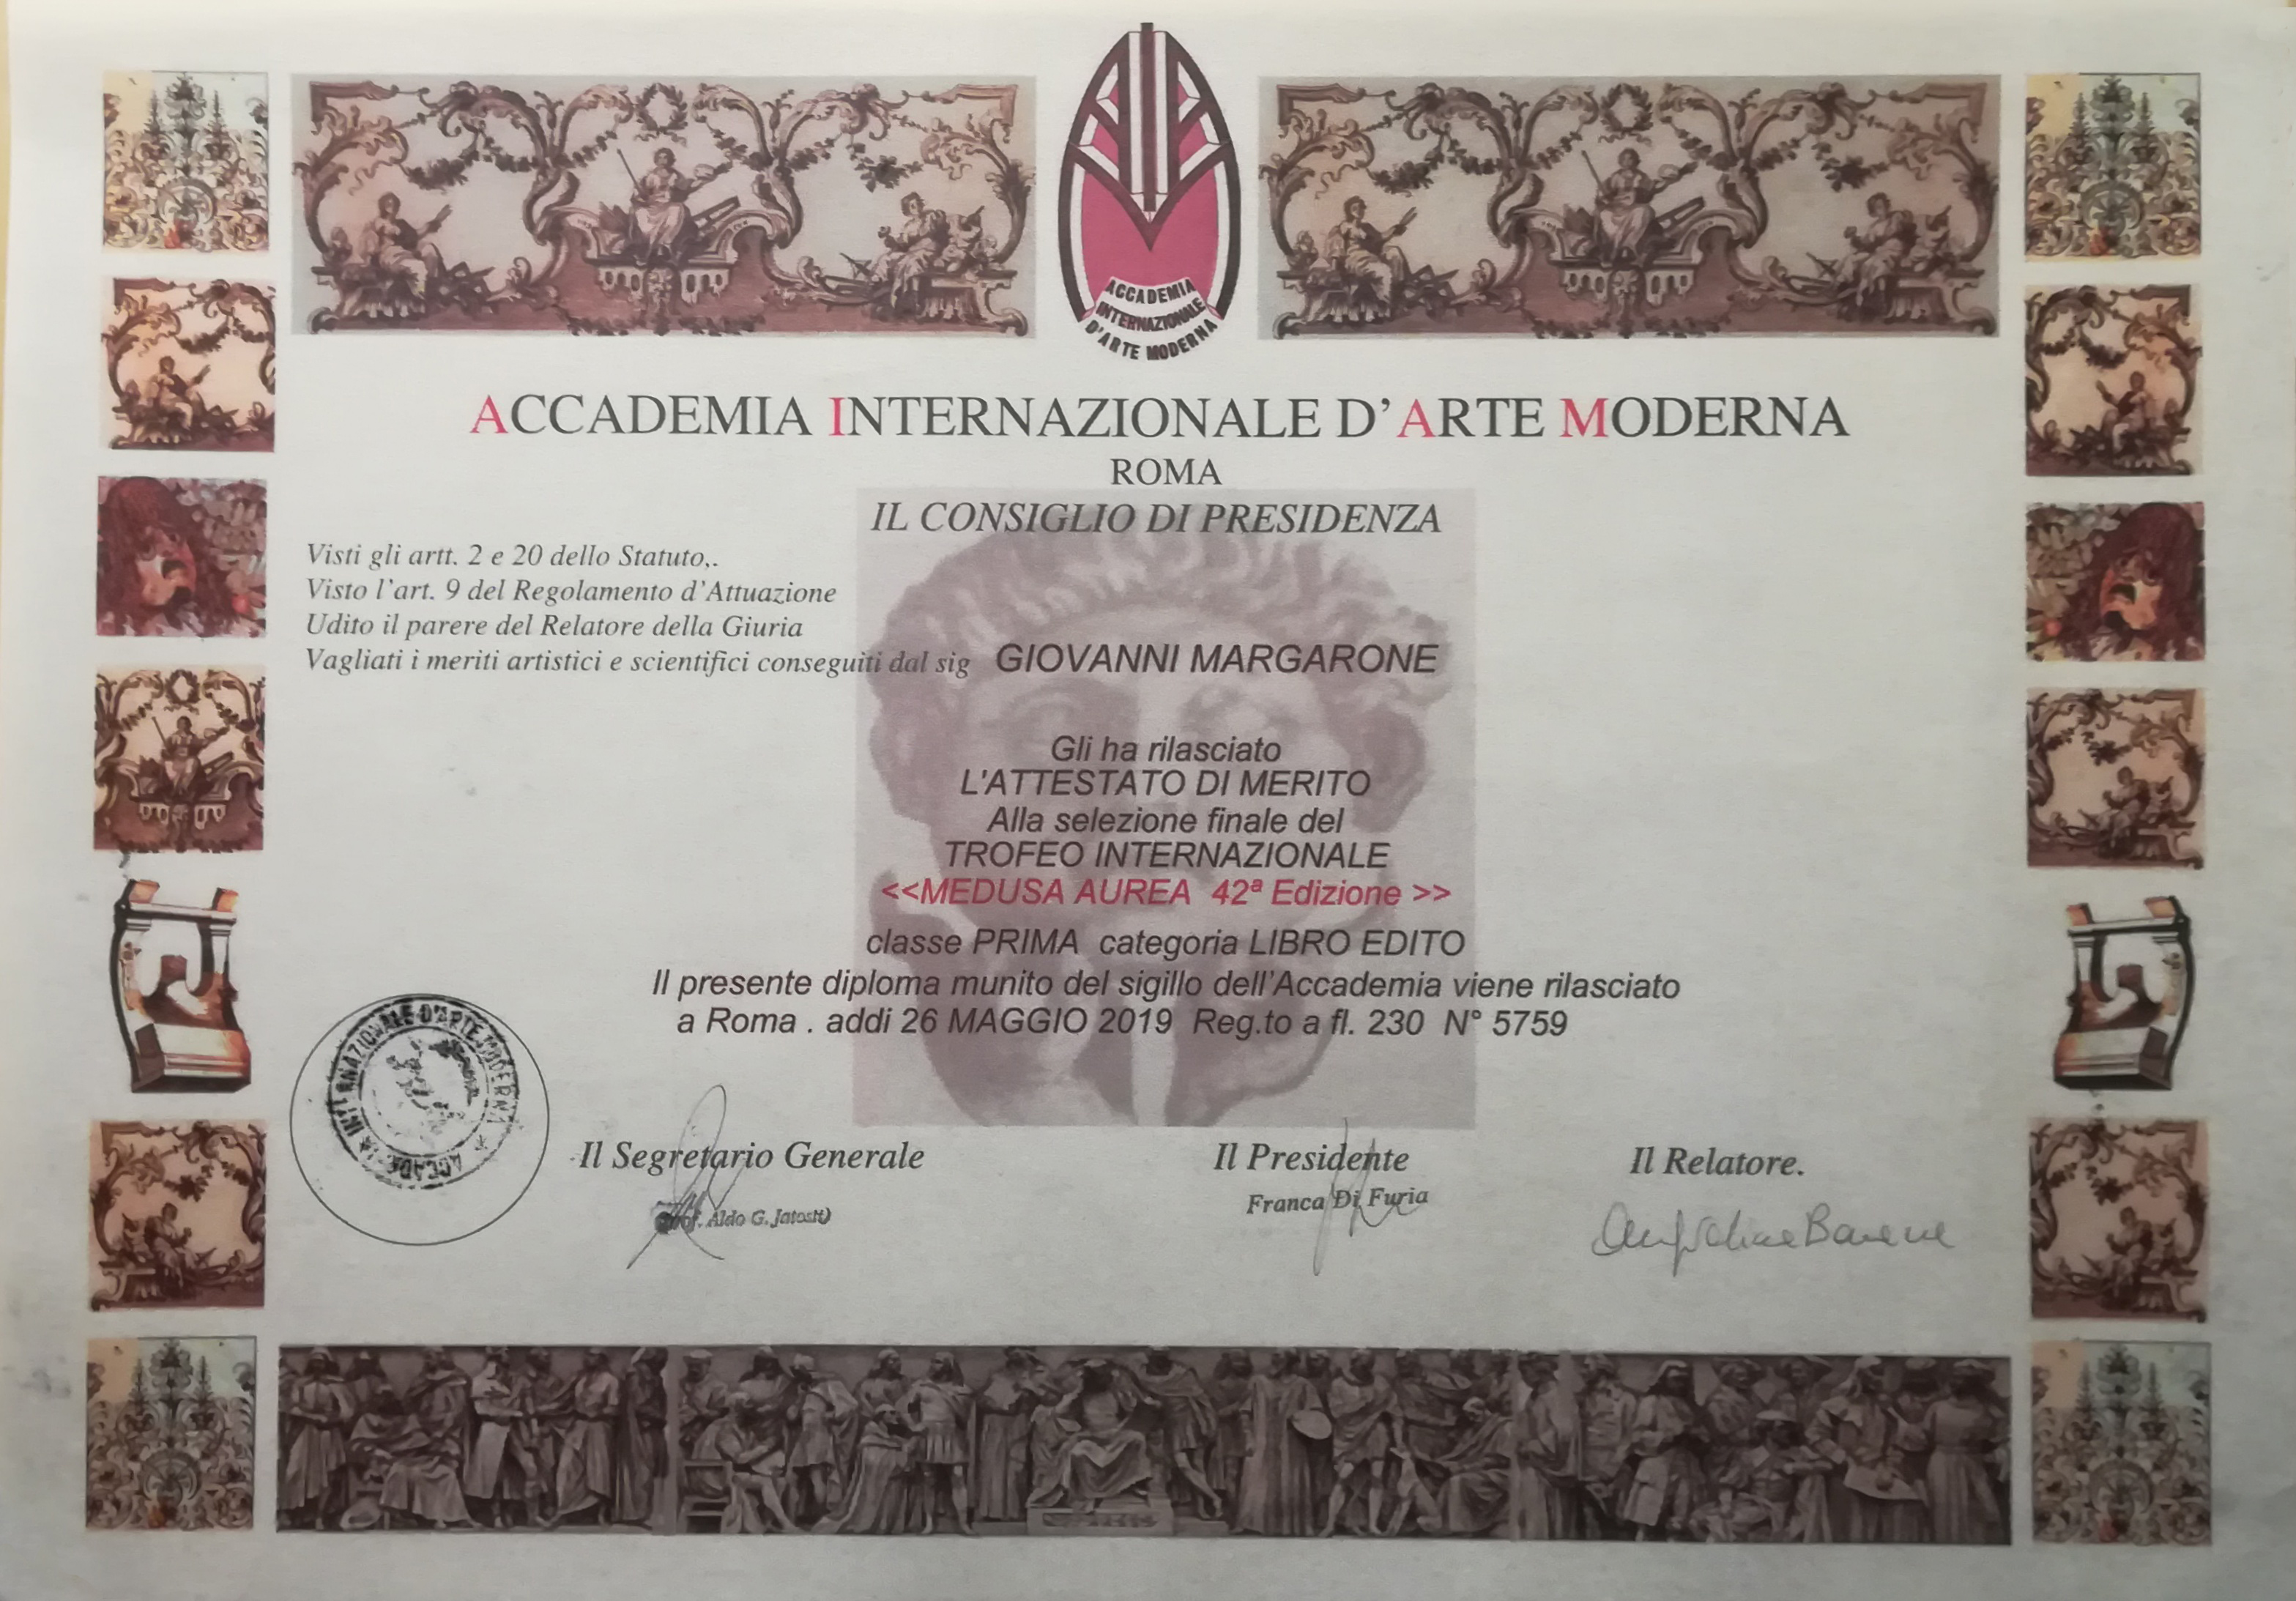 ACCADEMIA
INTERNAZIONALE
D'ARTE MODERNA
ACCADEMIA INTERNAZIONALE D'ARTE MODERNA
ROMA
IL CONSIGLIO DI PRESIDENZA
Visti gli artt. 2 e 20 dello Statuto,.
Visto l'art. 9 del Regolamento d'Attuazione
Udito il parere del Relatore della Giuria
Vagliati i meriti artistici e scientifici conseguiti dal sig GIOVANNI MARGARONE
Gli ha rilasciato
L'ATTESTATO DI MERITO
Alla selezione finale del
TROFEO INTERNAZIONALE
<<MEDUSA AUREA 42ª Edizione >>
classe PRIMA categoria LIBRO EDITO
Il presente diploma munito del sigillo dell'Accademia viene rilasciato
a Roma . addi 26 MAGGIO 2019 Reg.to a fl. 230 N° 5759
INTERNAZIONALE D'ARTE MODERNA
Il Segretario Generale Il Presidente Il Relatore.
Aldo G. Franca Di Furia